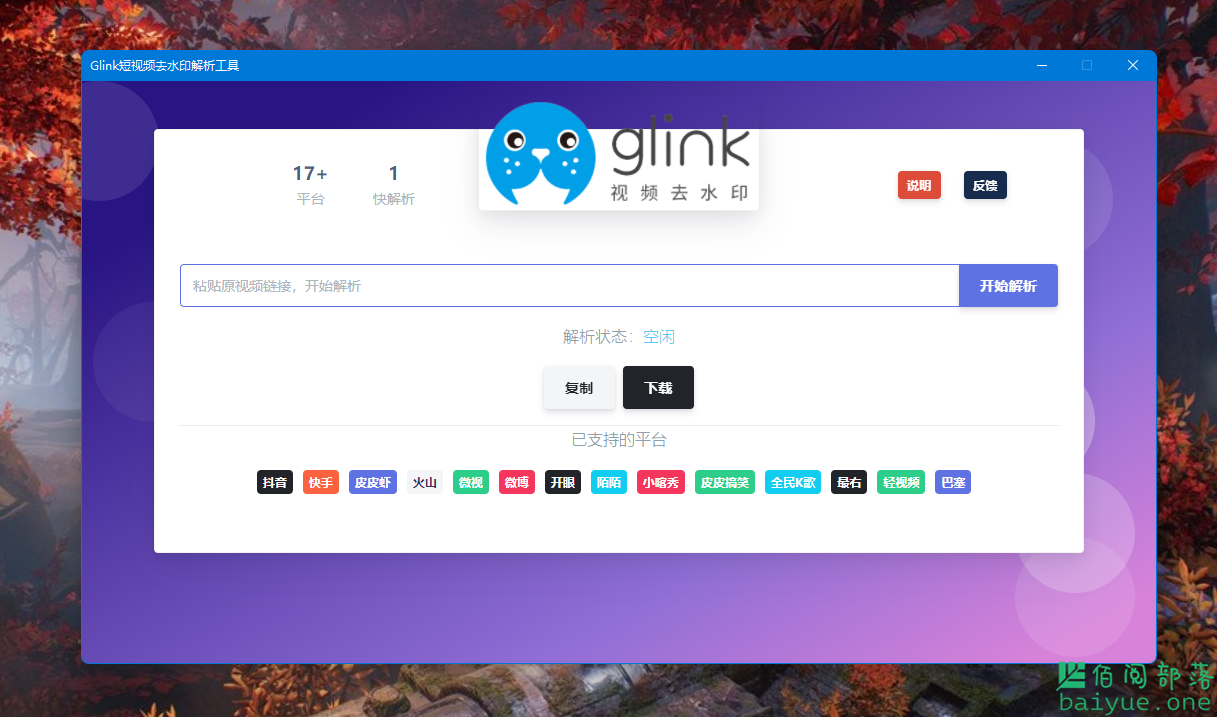 Glink短视频去水印解析工具
17+
平台
1
快解析
glink
视频去水印
说明
反馈
粘贴原视频链接，开始解析
开始解析
解析状态：空闲
复制
下载
已支持的平台
抖音 快手 皮皮虾 火山 微视 微博 开眼 陌陌 小喀秀 皮皮搞笑 全民K歌 最右 轻视频 巴塞
佰阅部落
baiyue.one